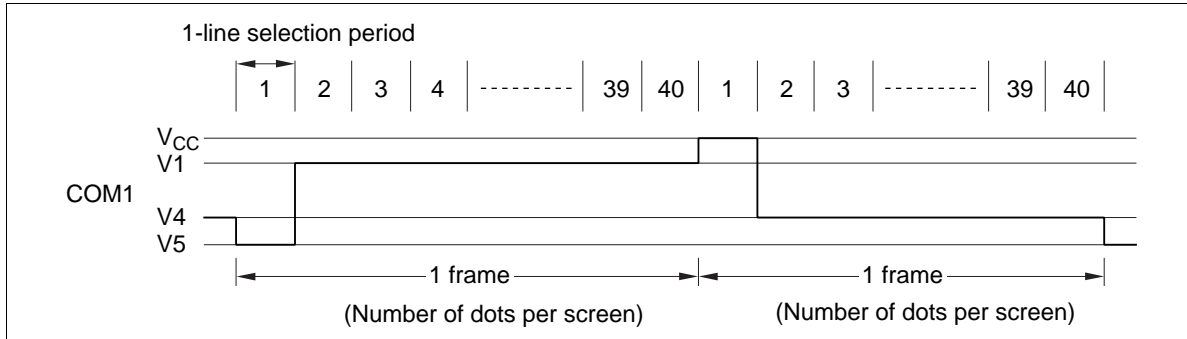 1-line selection period
1 2 3 4 39 40 1 2 3 39 40
VCC
V1
COM1
V4
V5
1 frame 1 frame
(Number of dots per screen) (Number of dots per screen)